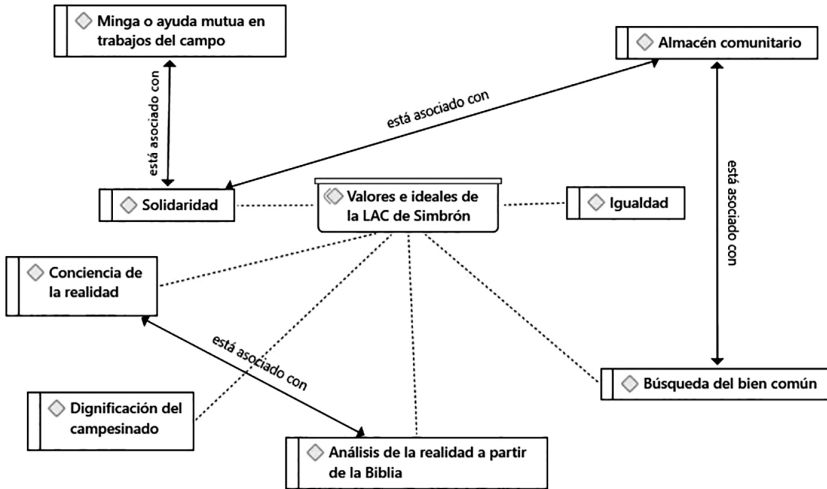 Minga o ayuda mutua en
trabajos del campo
Almacén comunitario
está asociado con
está asociado con
está asociado con
Solidaridad
Valores e ideales de
la LAC de Simbrón
Igualdad
Conciencia de
la realidad
está asociado con
Búsqueda del bien común
Dignificación del
campesinado
Análisis de la realidad a partir
de la Biblia